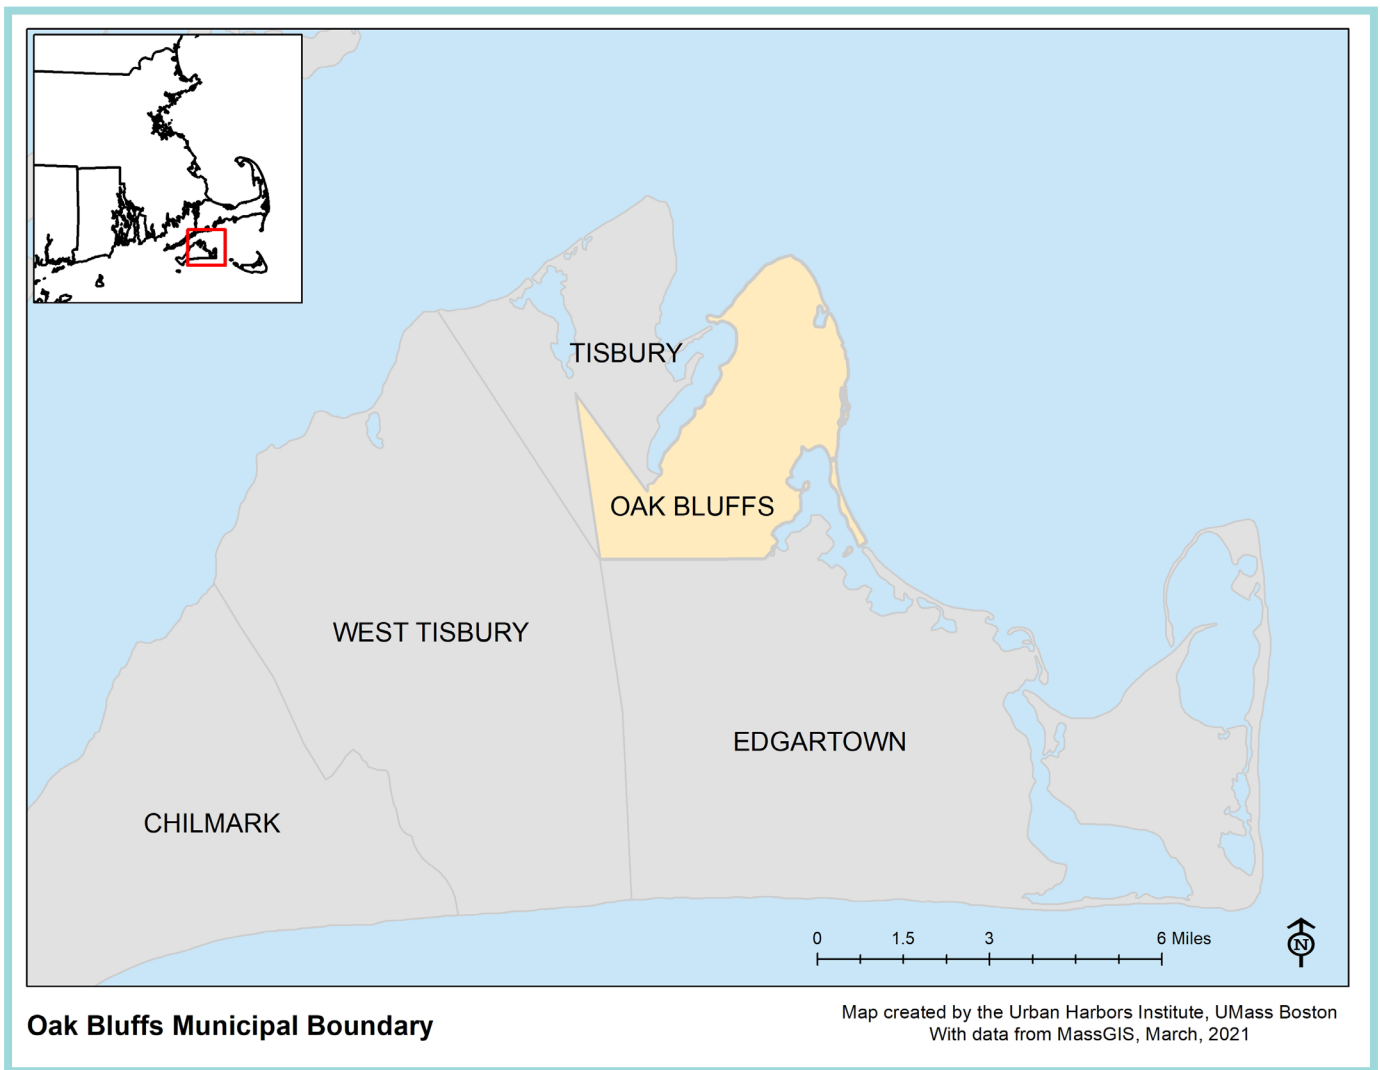 TISBURY
OAK BLUFFS
WEST TISBURY
EDGARTOWN
CHILMARK
0 1.5 3 6 Miles
N
Oak Bluffs Municipal Boundary
Map created by the Urban Harbors Institute, UMass Boston
With data from MassGIS, March, 2021